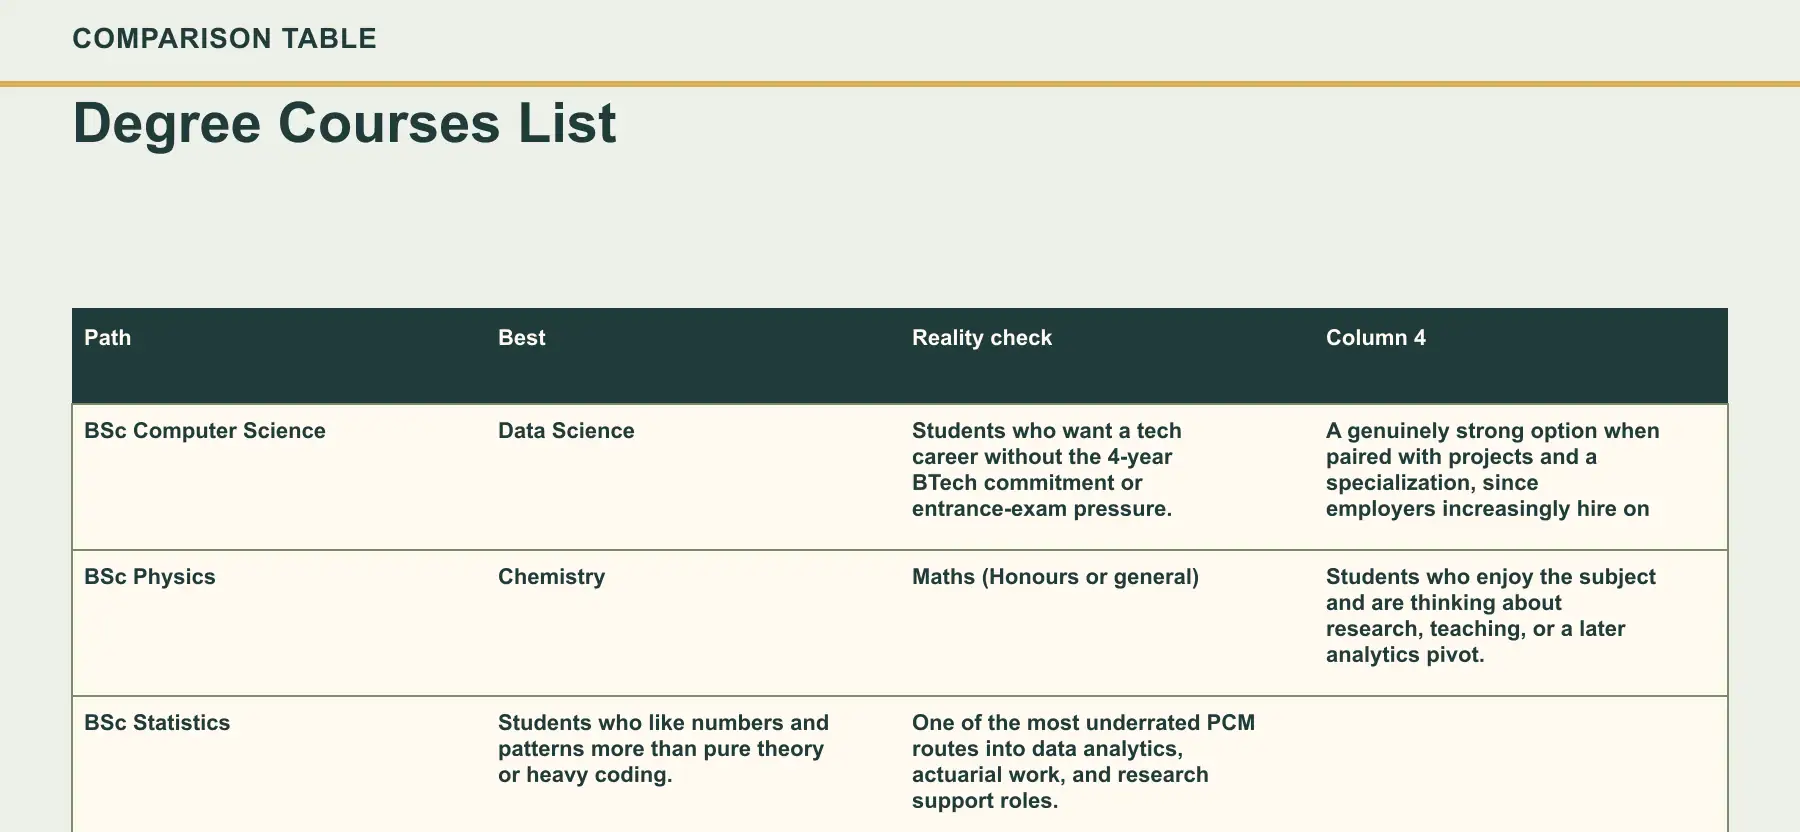 COMPARISON TABLE
Degree Courses List
Path
Best
Reality check
Column 4
BSc Computer Science
Data Science
Students who want a tech
career without the 4-year
BTech commitment or
entrance-exam pressure.
A genuinely strong option when
paired with projects and a
specialization, since
employers increasingly hire on
BSc Physics
Chemistry
Maths (Honours or general)
Students who enjoy the subject
and are thinking about
research, teaching, or a later
analytics pivot.
BSc Statistics
Students who like numbers and
patterns more than pure theory
or heavy coding.
One of the most underrated PCM
routes into data analytics,
actuarial work, and research
support roles.